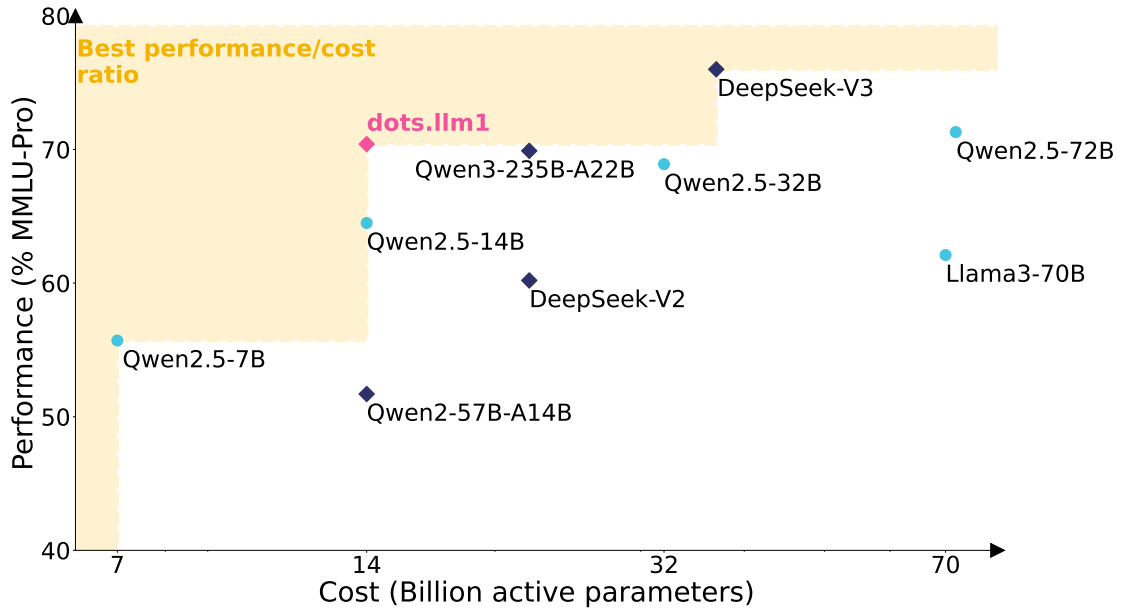 80
Best performance/cost
ratio
DeepSeek-V3
dots.llm1
70
Qwen3-235B-A22B
Qwen2.5-32B
Qwen2.5-72B
Qwen2.5-14B
60
DeepSeek-V2
Llama3-70B
Qwen2.5-7B
50
Qwen2-57B-A14B
40
7
14
32
70
Cost (Billion active parameters)
Performance (% MMLU-Pro)